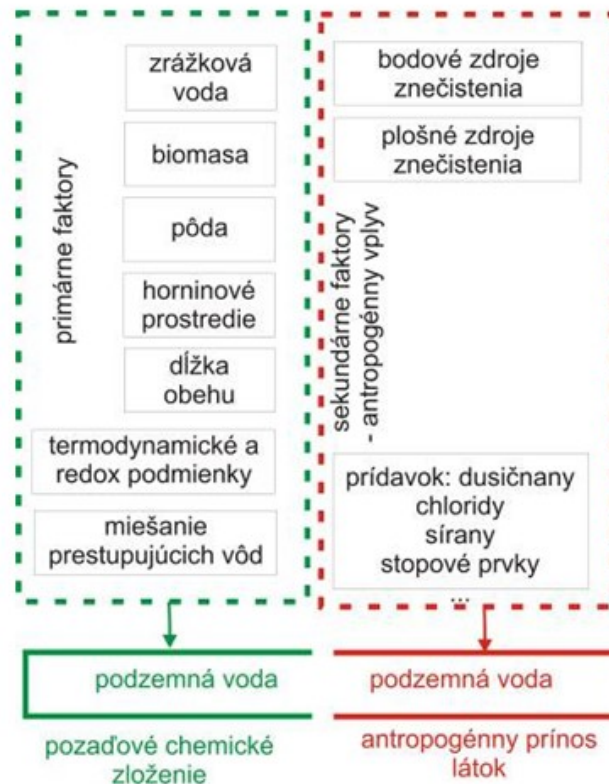 primárne faktory
zrážková
voda
biomasa
pôda
horninové
prostredie
dĺžka
obehu
termodynamické a
redox podmienky
miešanie
prestupujúcich vôd
podzemná voda
pozaďové chemické
zloženie
bodové zdroje
znečistenia
plošné zdroje
znečistenia
sekundárne faktory
- antropogénny vplyv
prídavok: dusičnany
chloridy
sírany
stopové prvky
...
podzemná voda
antropogénny prínos
látok